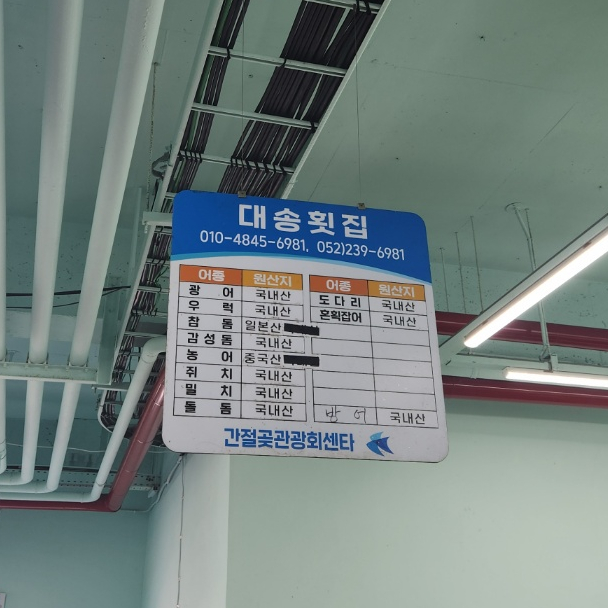 대송횟집
010-4845-6981, 052)239-6981
어종 원산지 어종 원산지
광어 국내산 도다리 국내산
우럭 국내산 혼획잡어 국내산
참돔 일본산
감성돔 국내산
농어 중국산
쥐치 국내산
밀치 국내산
돌돔 국내산 방어 국내산
간절곶관광회센타